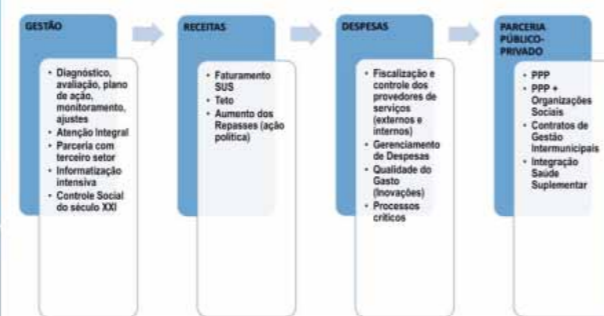 GESTÃO
• Diagnóstico,
avaliação, plano
de ação,
monitoramento,
ajustes
• Atenção Integral
• Parceria com
terceiro setor
• Informatização
intensiva
• Controle Social
do século XXI
RECEITAS
• Faturamento
SUS
• Teto
• Aumento dos
Repasses (ação
política)
DESPESAS
• Fiscalização e
controle dos
provedores de
serviços
(externos e
internos)
• Gerenciamento
de Despesas
• Qualidade do
Gasto
(Inovações)
• Processos
críticos
PARCERIA
PÚBLICO-
PRIVADO
• PPP
• PPP +
Organizações
Sociais
• Contratos de
Gestão
Intermunicipais
• Integração
Saúde
Suplementar